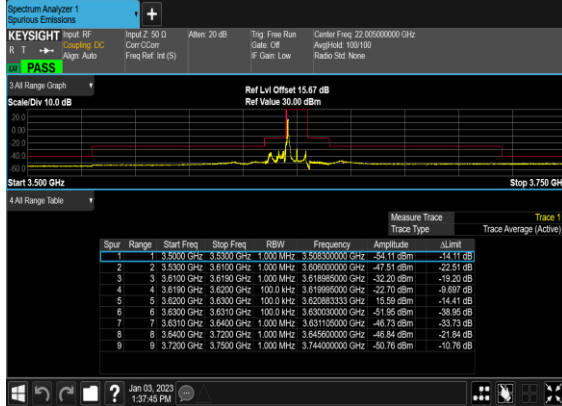 Spectrum Analyzer 1
Spurious Emissions
+
KEYSIGHT Input: RF Input Z: 50 Ω Atten: 20 dB Trig: Free Run Center Freq: 22.005000000 GHz
R T Coupling: DC Corr CCorr Gate: Off Avg|Hold: 100/100
Align: Auto Freq Ref: Int (S) IF Gain: Low Radio Std: None
PASS
3 All Range Graph
Ref Lvl Offset 15.67 dB
Scale/Div 10.0 dB Ref Value 30.00 dBm
20.0
0.00
-20.0
-40.0
-60.0
Start 3.500 GHz Stop 3.750 GH
4 All Range Table
Measure Trace Trace 1
Trace Type Trace Average (Active)
Spur Range Start Freq Stop Freq RBW Frequency Amplitude ΔLimit
1 1 3.5000 GHz 3.5300 GHz 1.000 MHz 3.508300000 GHz -54.11 dBm -14.11 dB
2 2 3.5300 GHz 3.6100 GHz 1.000 MHz 3.606000000 GHz -47.51 dBm -22.51 dB
3 3 3.6100 GHz 3.6190 GHz 1.000 MHz 3.618985000 GHz -32.20 dBm -19.20 dB
4 4 3.6190 GHz 3.6200 GHz 100.0 kHz 3.619995000 GHz -22.70 dBm -9.697 dB
5 5 3.6200 GHz 3.6300 GHz 100.0 kHz 3.620883333 GHz 15.59 dBm -14.41 dB
6 6 3.6300 GHz 3.6310 GHz 100.0 kHz 3.630030000 GHz -51.95 dBm -38.95 dB
7 7 3.6310 GHz 3.6400 GHz 1.000 MHz 3.631105000 GHz -46.73 dBm -33.73 dB
8 8 3.6400 GHz 3.7200 GHz 1.000 MHz 3.645600000 GHz -46.84 dBm -21.84 dB
9 9 3.7200 GHz 3.7500 GHz 1.000 MHz 3.744000000 GHz -50.76 dBm -10.76 dB
? Jan 03, 2023
1:37:45 PM